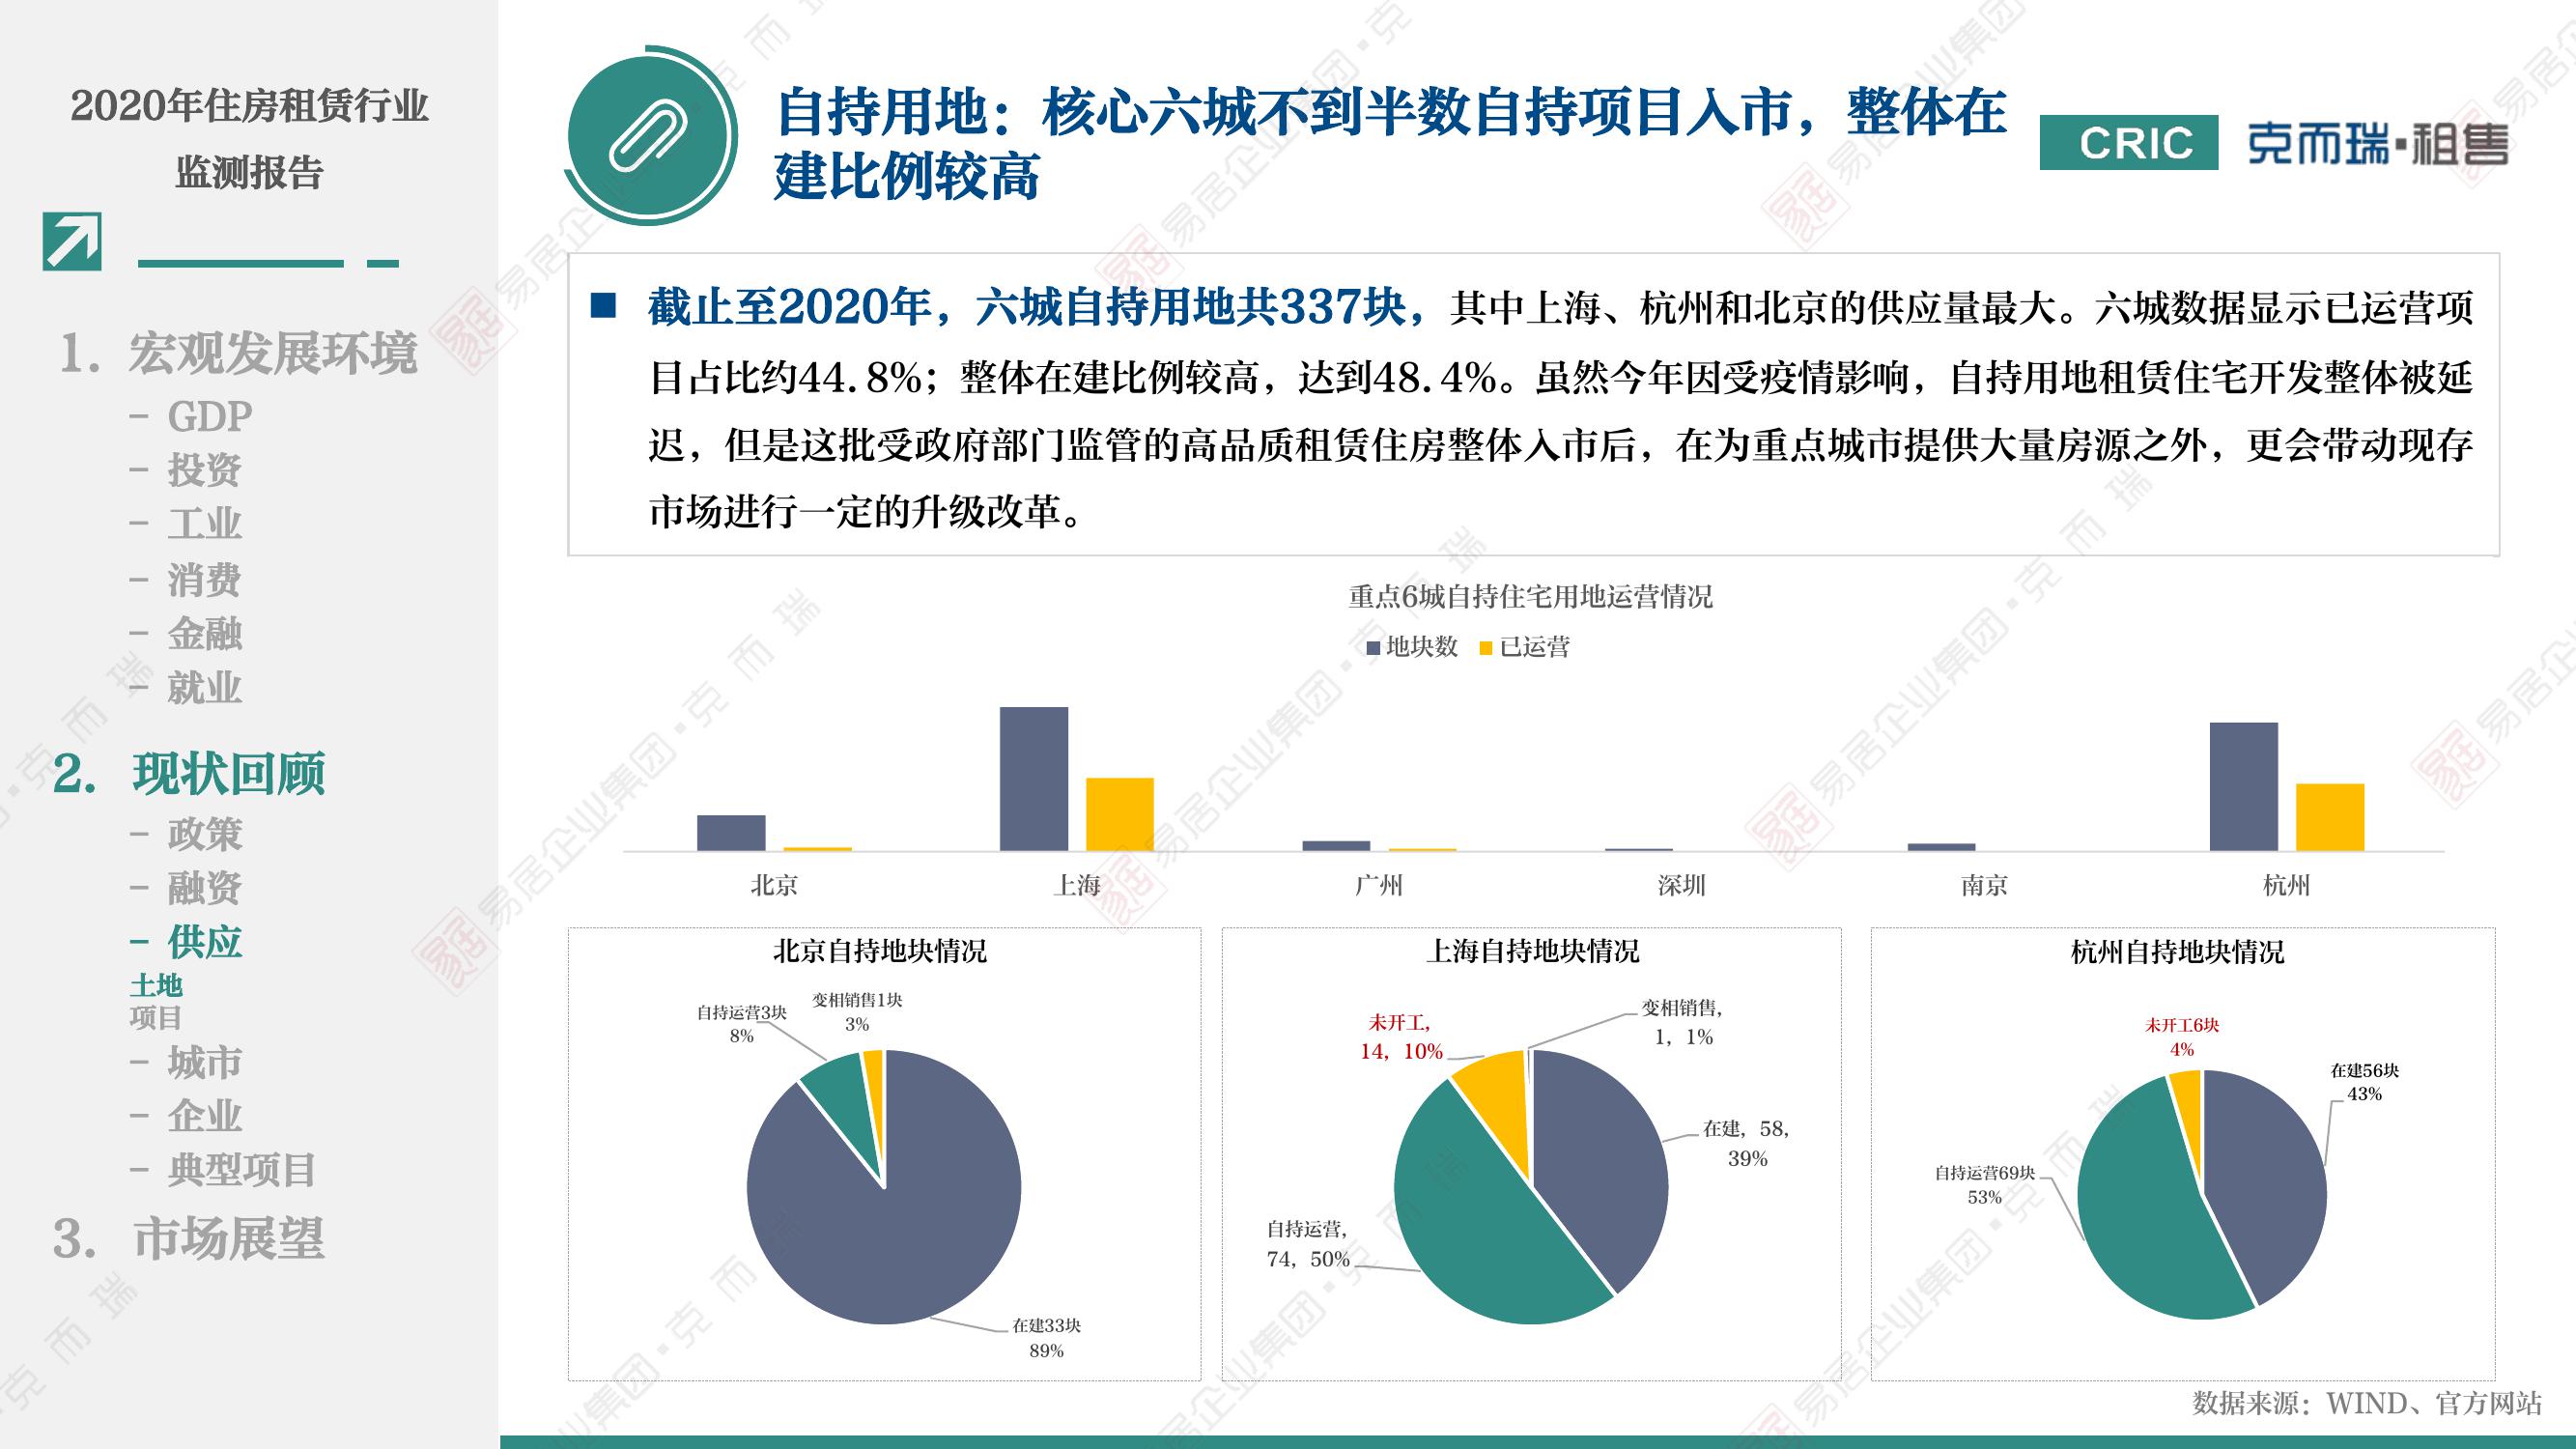 2020年住房租赁行业
监测报告
1. 宏观发展环境
– GDP
– 投资
– 工业
– 消费
– 金融
– 就业
2. 现状回顾
– 政策
– 融资
– 供应
土地
项目
– 城市
– 企业
– 典型项目
3. 市场展望
自持用地：核心六城不到半数自持项目入市，整体在
建比例较高
CRIC 克而瑞·租售
■ 截止至2020年，六城自持用地共337块，其中上海、杭州和北京的供应量最大。六城数据显示已运营项
目占比约44.8%；整体在建比例较高，达到48.4%。虽然今年因受疫情影响，自持用地租赁住宅开发整体被延
迟，但是这批受政府部门监管的高品质租赁住房整体入市后，在为重点城市提供大量房源之外，更会带动现存
市场进行一定的升级改革。
重点6城自持住宅用地运营情况
地块数 已运营
北京 上海 广州 深圳 南京 杭州
北京自持地块情况
自持运营3块
8%
变相销售1块
3%
在建33块
89%
上海自持地块情况
未开工,
14, 10%
变相销售,
1, 1%
在建, 58,
39%
自持运营,
74, 50%
杭州自持地块情况
未开工6块
4%
在建56块
43%
自持运营69块
53%
数据来源：WIND、官方网站
易居企业集团·克而瑞